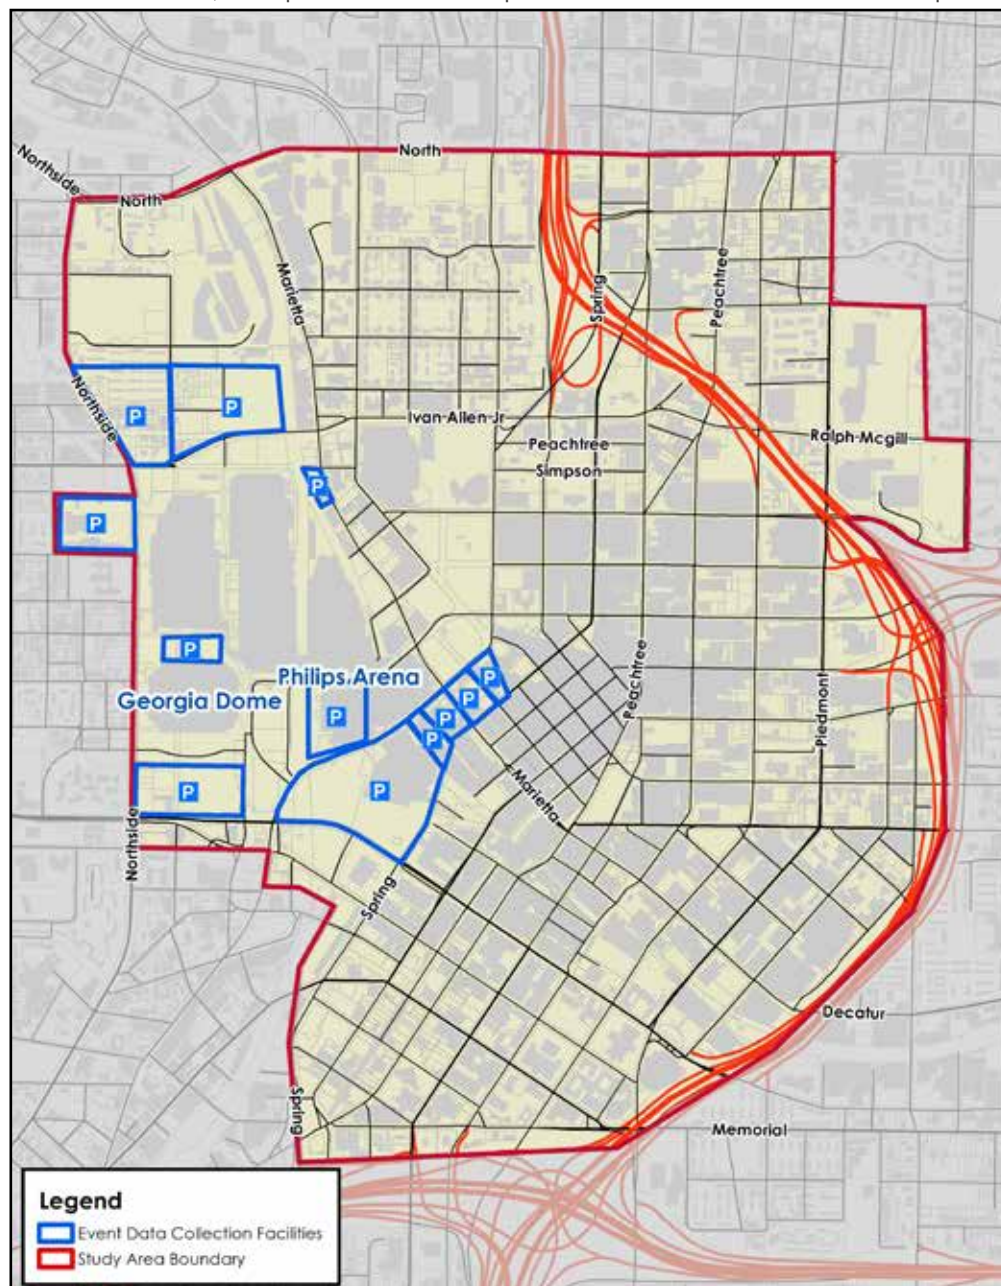 North
Northside
North
Marietta
Spring
Peachtree
Northside
P
P
Ivan Allen Jr
Peachtree
Ralph Mcgill
Simpson
P
P
P
Philips Arena
Georgia Dome
P
P
P
P
P
Peachtree
Piedmont
P
P
Marietta
Northside
Spring
Decatur
Spring
Memorial
Legend
Event Data Collection Facilities
Study Area Boundary